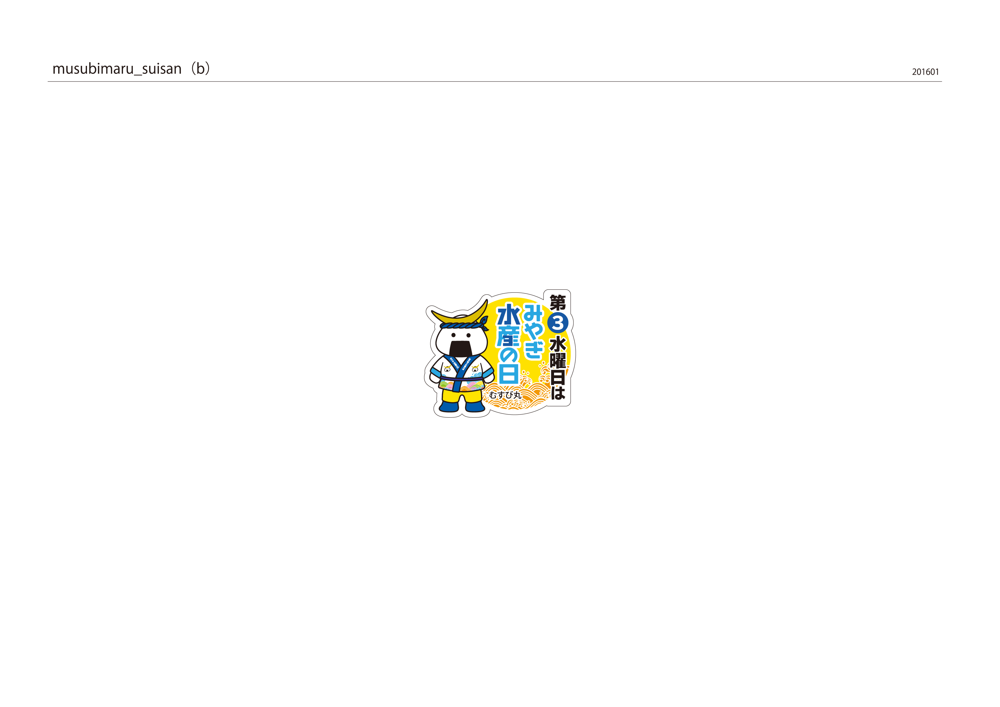 musubimaru_suisan（b）
201601
第3水曜日は
みやぎ
水産の日
むすび丸